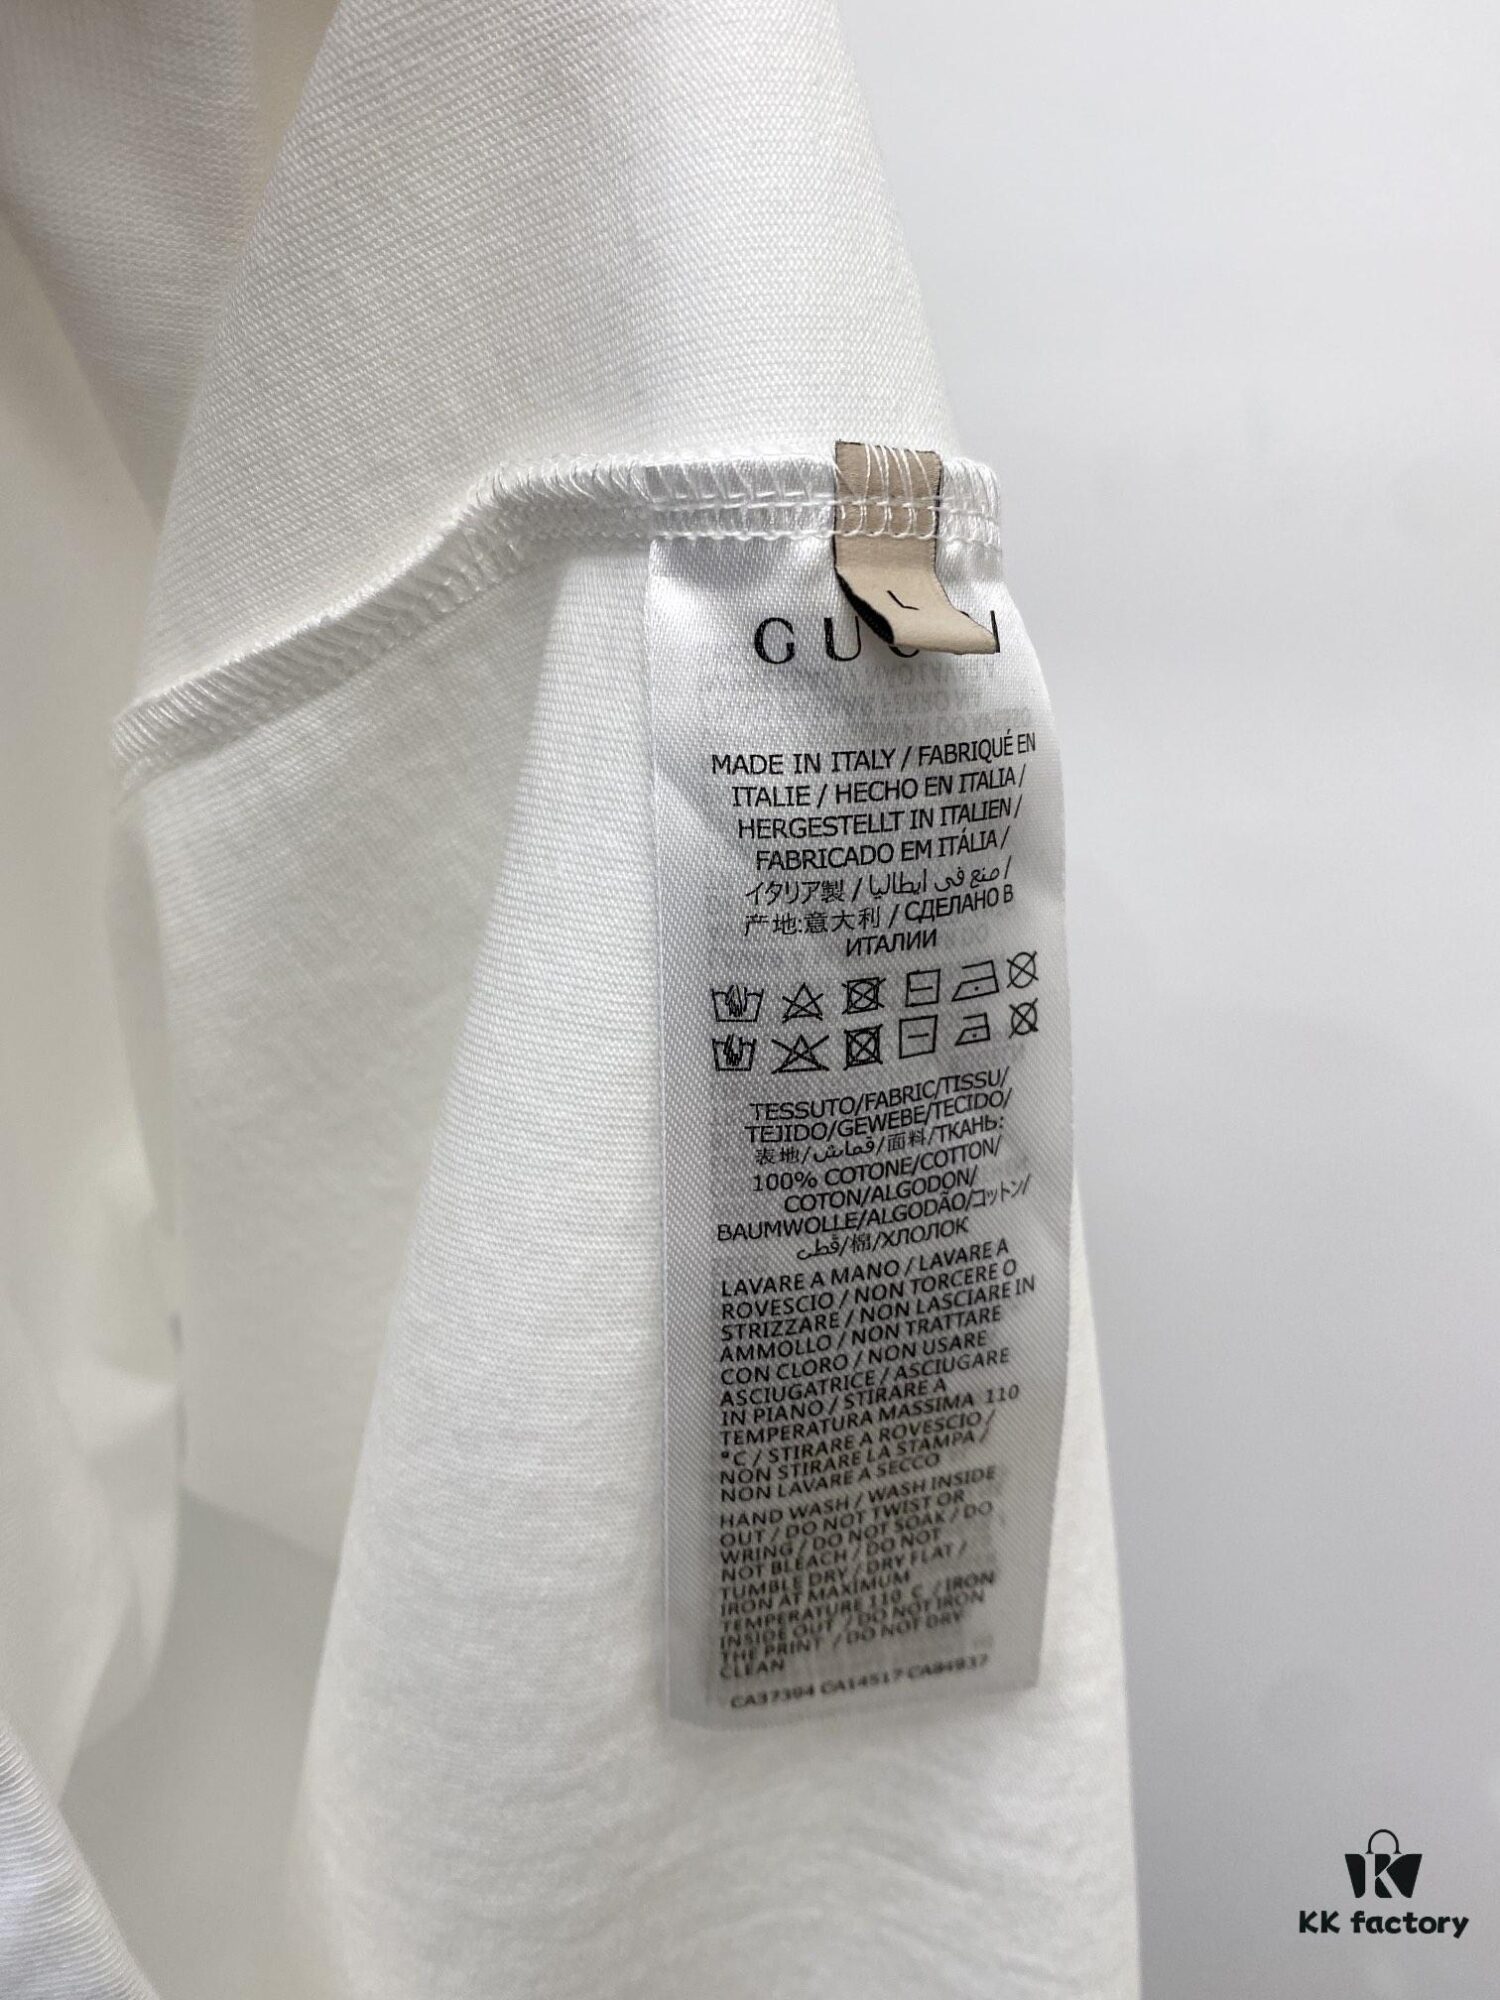 L
GU
MADE IN ITALY / FABRIQUÉ EN
ITALIE / HECHO EN ITALIA /
HERGESTELLT IN ITALIEN /
FABRICADO EM ITÁLIA /
イタリア製 / صنع في ايطاليا /
产地:意大利 / СДЕЛАНО В
ИТАЛИИ
TESSUTO/FABRIC/TISSU/
TEJIDO/GEWEBE/TECIDO/
表地/قماش/面料/ТКАНЬ:
100% COTONE/COTTON/
COTON/ALGODON/
BAUMWOLLE/ALGODÃO/コットン/
قطن/棉/ХЛОПОК
LAVARE A MANO / LAVARE A
ROVESCIO / NON TORCERE O
STRIZZARE / NON LASCIARE IN
AMMOLLO / NON TRATTARE
CON CLORO / NON USARE
ASCIUGATRICE / ASCIUGARE
IN PIANO / STIRARE A
TEMPERATURA MASSIMA 110
°C / STIRARE A ROVESCIO /
NON STIRARE LA STAMPA /
NON LAVARE A SECCO
HAND WASH / WASH INSIDE
OUT / DO NOT TWIST OR
WRING / DO NOT SOAK / DO
NOT BLEACH / DO NOT
TUMBLE DRY / DRY FLAT /
IRON AT MAXIMUM
TEMPERATURE 110 C / IRON
INSIDE OUT / DO NOT IRON
THE PRINT / DO NOT DRY
CLEAN
CA37394 CA14517 CA94937
KK factory